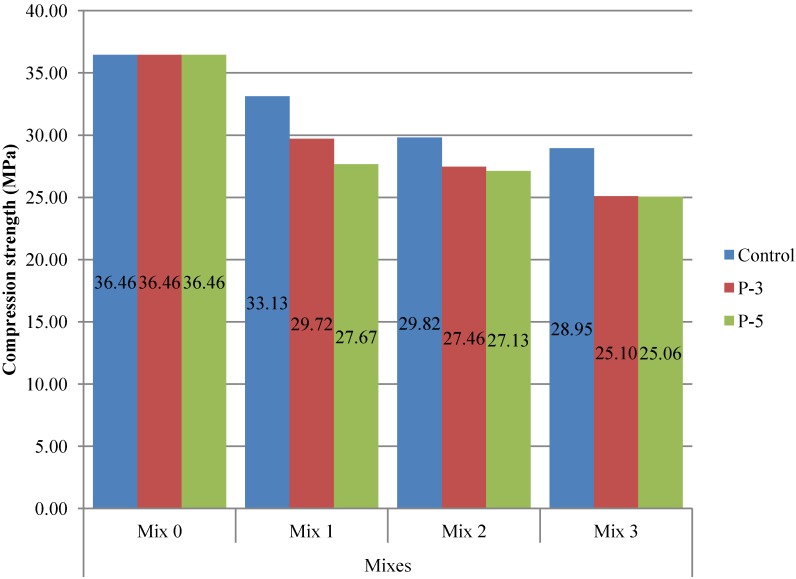 40.00
35.00
30.00
25.00
20.00
15.00
10.00
5.00
0.00
Compression strength (MPa)
36.46 36.46 36.46
33.13
29.72
27.67
29.82
27.46
27.13
28.95
25.10
25.06
Control
P-3
P-5
Mix 0
Mix 1
Mix 2
Mix 3
Mixes